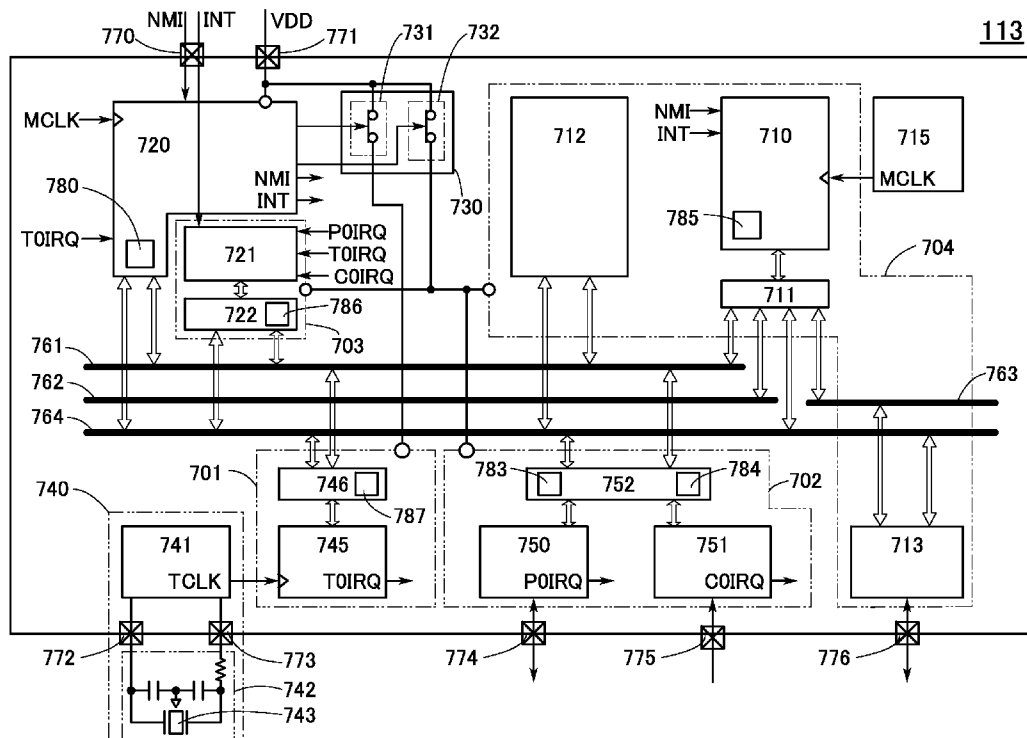 NMI INT VDD
113
770
771
731
732
MCLK
720
712
NMI
INT
710
715
MCLK
780
NMI
INT
730
785
T0IRQ
721
P0IRQ
T0IRQ
C0IRQ
704
711
722
786
703
761
762
763
764
701
746
787
783
752
784
702
740
741
TCLK
745
T0IRQ
750
P0IRQ
751
C0IRQ
713
772
773
774
775
776
742
743